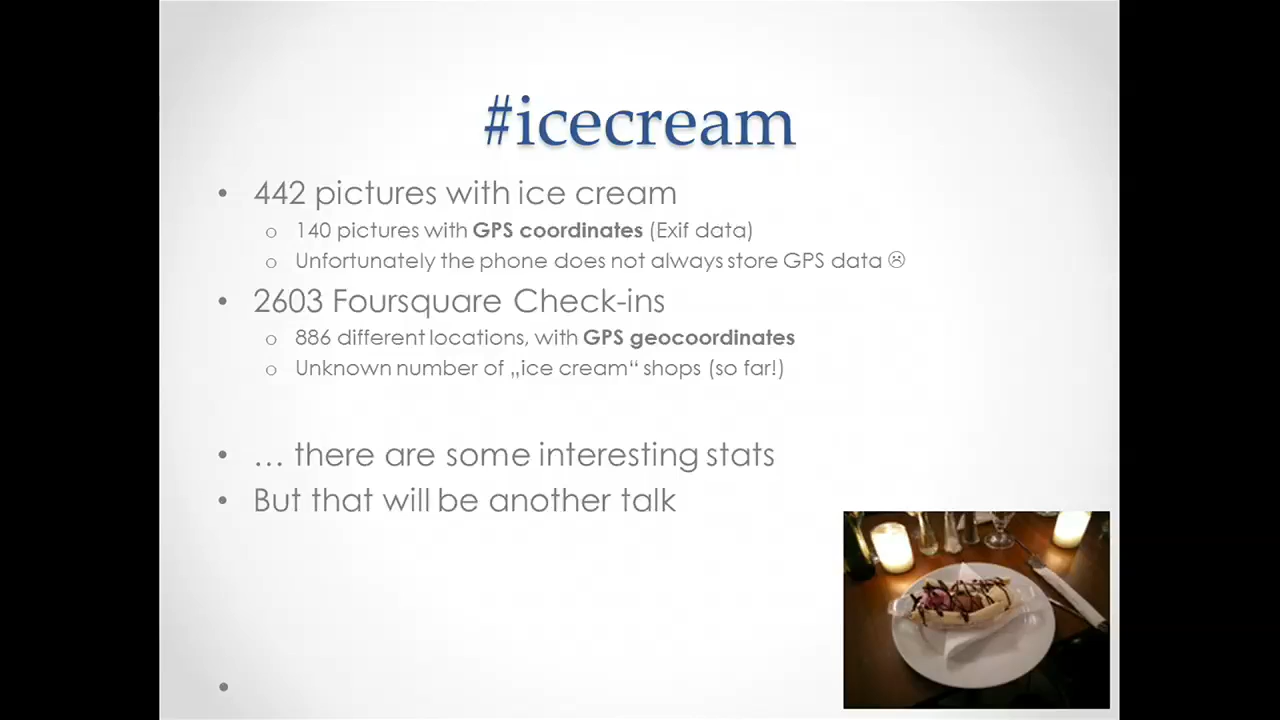 #icecream
• 442 pictures with ice cream
o 140 pictures with GPS coordinates (Exif data)
o Unfortunately the phone does not always store GPS data ☹
• 2603 Foursquare Check-ins
o 886 different locations, with GPS geocoordinates
o Unknown number of „ice cream“ shops (so far!)
• … there are some interesting stats
• But that will be another talk
•